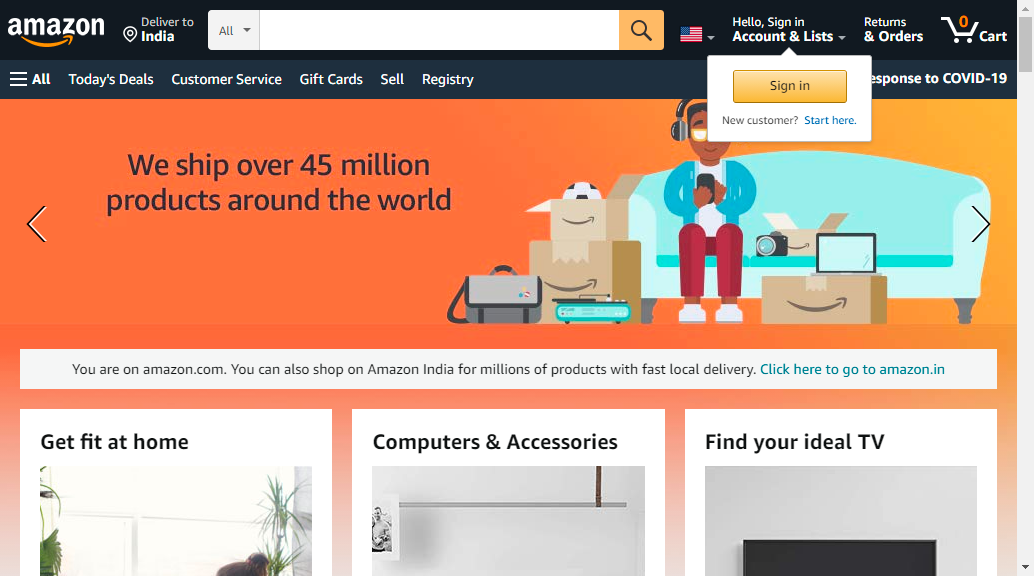 amazon
Deliver to
India
All
Hello, Sign in
Account & Lists
Returns
& Orders
0
Cart
All
Today's Deals
Customer Service
Gift Cards
Sell
Registry
esponse to COVID-19
Sign in
New customer? Start here.
We ship over 45 million
products around the world
You are on amazon.com. You can also shop on Amazon India for millions of products with fast local delivery. Click here to go to amazon.in
Get fit at home
Computers & Accessories
Find your ideal TV